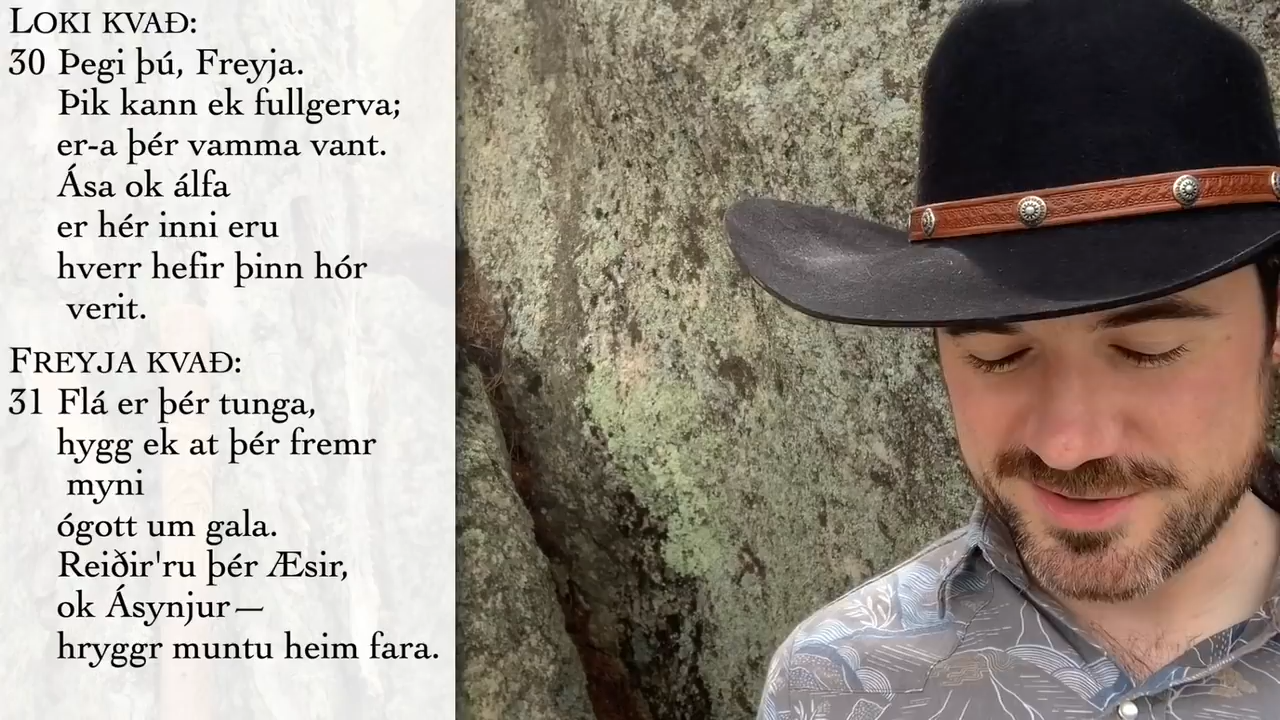 LOKI KVAÐ:
30 Þegi þú, Freyja.
Þik kann ek fullgerva;
er-a þér vamma vant.
Ása ok álfa
er hér inni eru
hverr hefir þinn hór
verit.
FREYJA KVAÐ:
31 Flá er þér tunga,
hygg ek at þér fremr
myni
ógott um gala.
Reiðir'ru þér Æsir,
ok Ásynjur—
hryggr muntu heim fara.